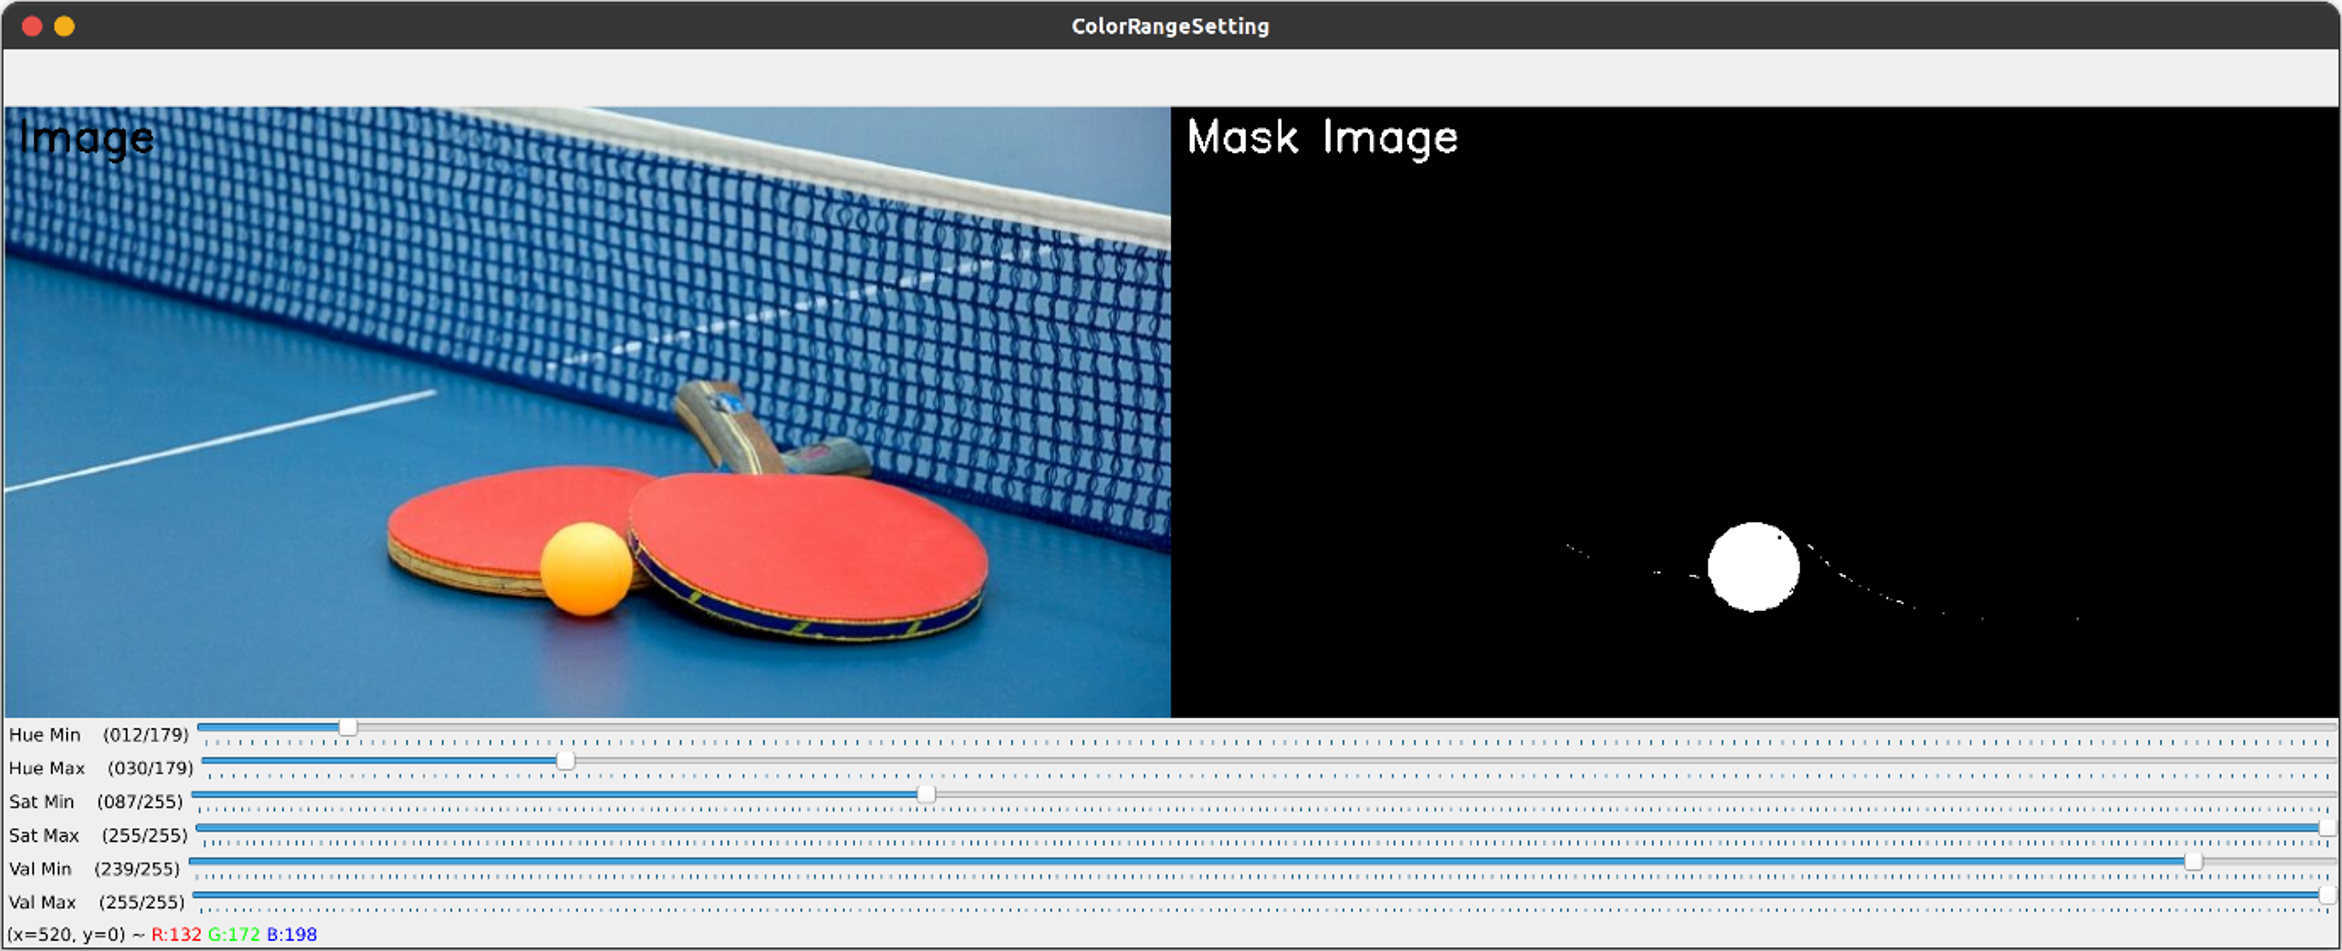 ColorRangeSetting
Image
Mask Image
Hue Min (012/179)
Hue Max (030/179)
Sat Min (087/255)
Sat Max (255/255)
Val Min (239/255)
Val Max (255/255)
(x=520, y=0) ~ R:132 G:172 B:198